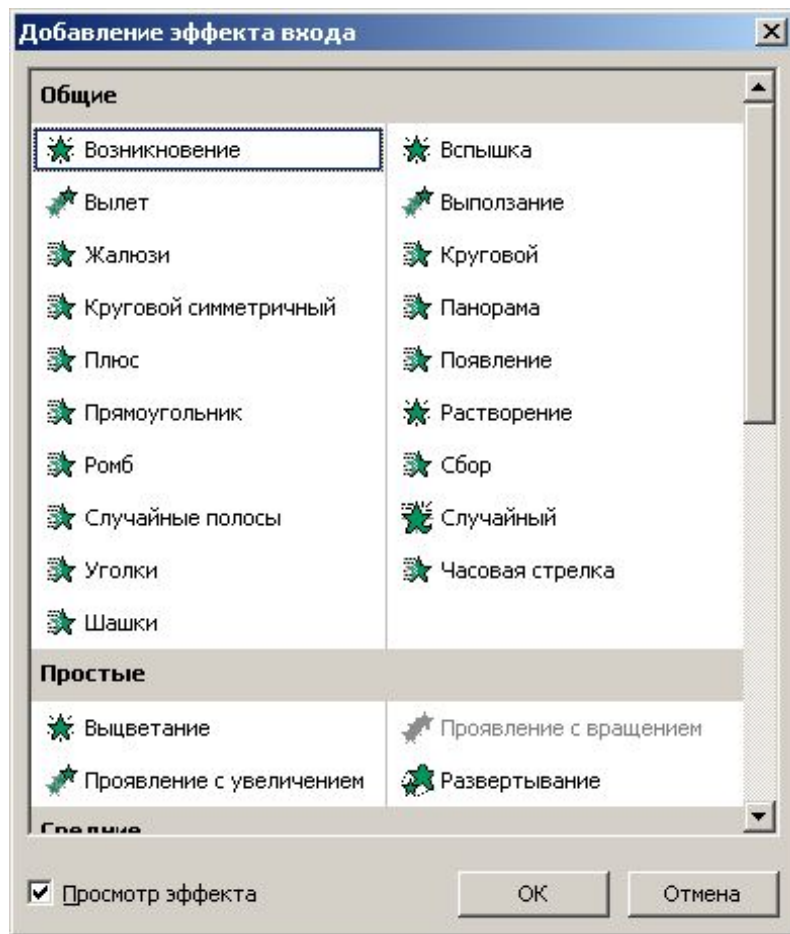 Добавление эффекта входа
Общие
Возникновение Вспышка
Вылет Выползание
Жалюзи Круговой
Круговой симметричный Панорама
Плюс Появление
Прямоугольник Растворение
Ромб Сбор
Случайные полосы Случайный
Уголки Часовая стрелка
Шашки
Простые
Выцветание Проявление с вращением
Проявление с увеличением Развертывание
Средние
Просмотр эффекта ОК Отмена